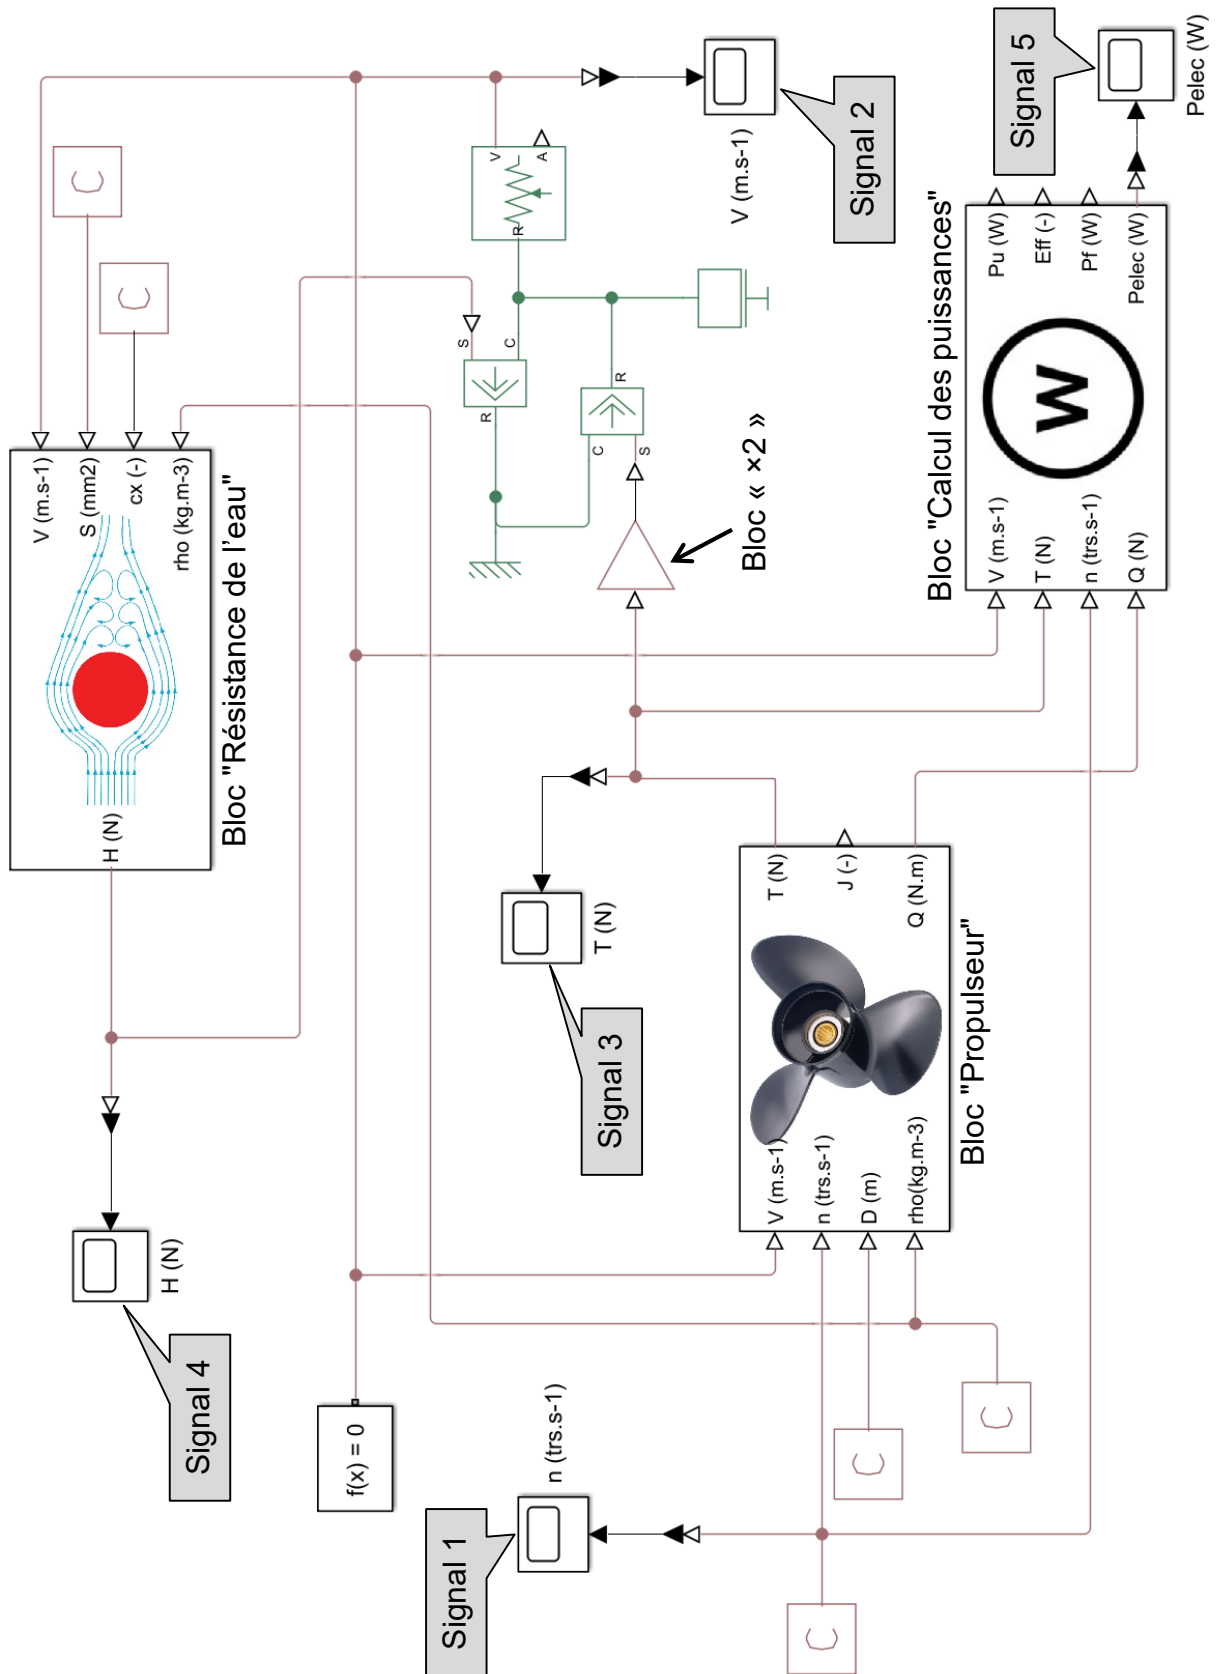 Signal 4
H (N)
H (N)
V (m.s-1)
S (mm2)
cx (-)
rho (kg.m-3)
Bloc "Résistance de l'eau"
C
C
f(x) = 0
Signal 1
n (trs.s-1)
Signal 3
T (N)
S
R
C
R
V
A
V (m.s-1)
Signal 2
C
S
R
Bloc « ×2 »
C
C
C
V (m.s-1)
n (trs.s-1)
D (m)
rho(kg.m-3)
T (N)
J (-)
Q (N.m)
Bloc "Propulseur"
Bloc "Calcul des puissances"
V (m.s-1)
T (N)
n (trs.s-1)
Q (N)
W
Pu (W)
Eff (-)
Pf (W)
Pelec (W)
Signal 5
Pelec (W)